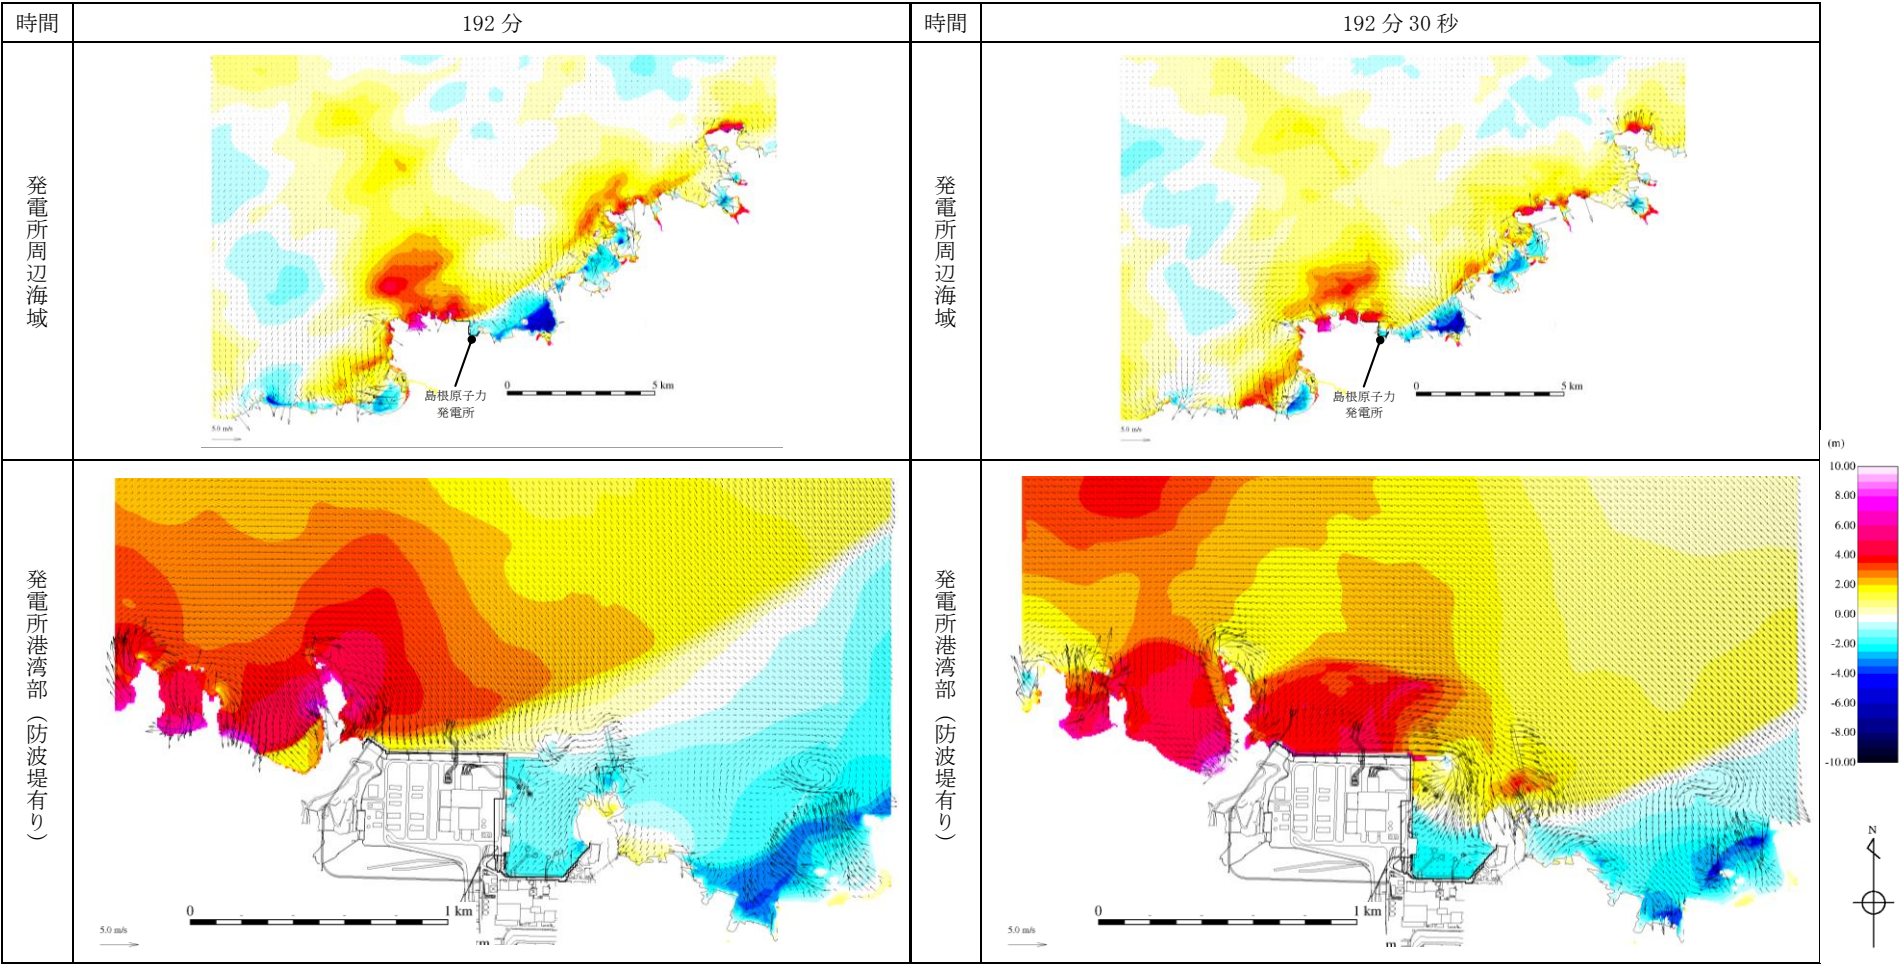 時間
192 分
時間
192 分 30 秒
発電所周辺海域
島根原子力
発電所
0
5 km
5.0 m/s
発電所周辺海域
島根原子力
発電所
0
5 km
5.0 m/s
発電所港湾部（防波堤有り）
0
1 km
5.0 m/s
発電所港湾部（防波堤有り）
0
1 km
5.0 m/s
(m)
10.00
8.00
6.00
4.00
2.00
0.00
-2.00
-4.00
-6.00
-8.00
-10.00
N